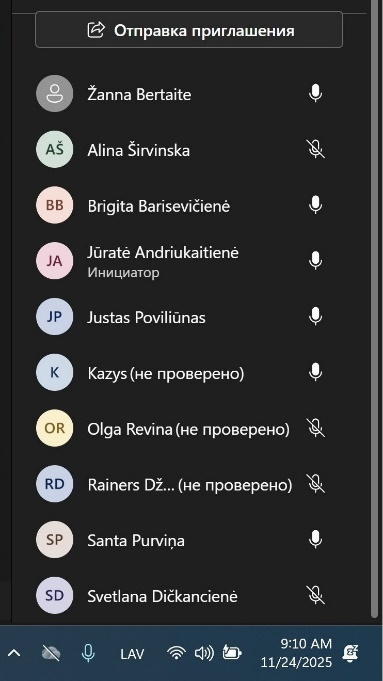 Отправка приглашения
Žanna Bertaite
AŠ Alina Širvinska
BB Brigita Barisevičienė
JA Jūratė Andriukaitienė
Инициатор
JP Justas Poviliūnas
K Kazys (не проверено)
OR Olga Revina (не проверено)
RD Rainers Dž... (не проверено)
SP Santa Purviņa
SD Svetlana Dičkancienė
LAV
9:10 AM
11/24/2025